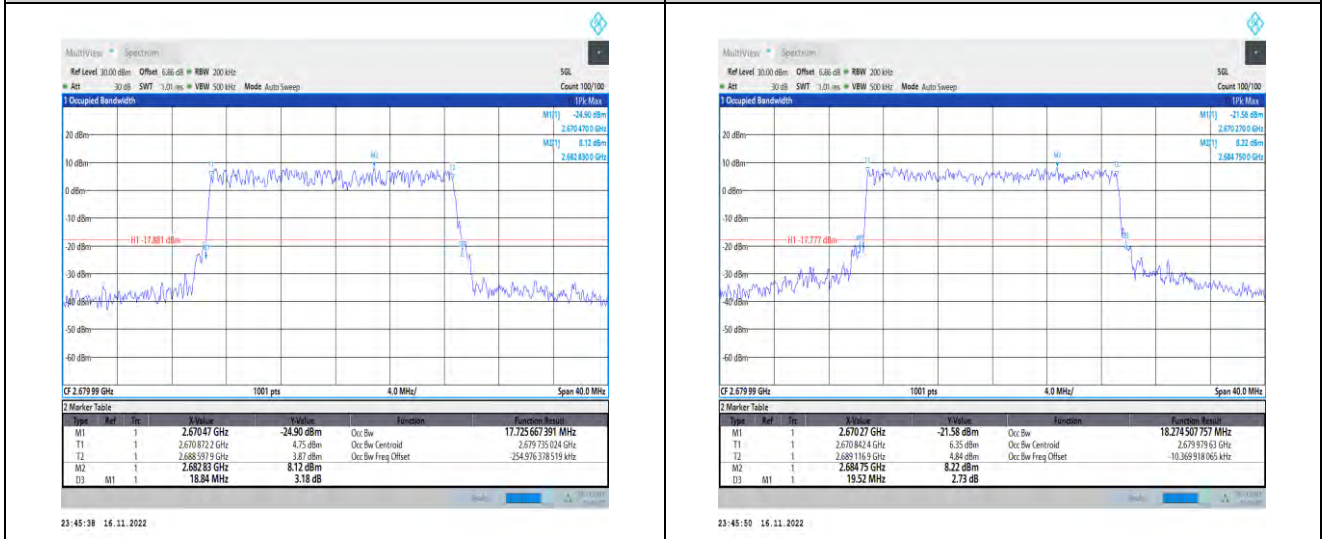 MultiView Spectrum
Ref Level 30.00 dBm Offset 6.86 dB RBW 200 kHz SGL
Att 30 dB SWT 1.01 ms VBW 500 kHz Mode Auto Sweep Count 100/100
1 Occupied Bandwidth 1Pk Max
M1[1] -24.90 dBm
2.670 470 0 GHz
M2[1] 8.12 dBm
2.682 830 0 GHz
20 dBm
10 dBm
0 dBm
-10 dBm
H1 -17.881 dBm
-20 dBm
-30 dBm
-40 dBm
-50 dBm
-60 dBm
T1
M2
CF 2.679 99 GHz 1001 pts 4.0 MHz/ Span 40.0 MHz
2 Marker Table
Type Ref Trc X-Value Y-Value Function Function Result
M1 1 2.670 47 GHz -24.90 dBm Occ Bw 17.725 667 391 MHz
T1 1 2.670 872 2 GHz 4.75 dBm Occ Bw Centroid 2.679 735 024 GHz
T2 1 2.688 597 9 GHz 3.87 dBm Occ Bw Freq Offset -254.976 378 519 kHz
M2 1 2.682 83 GHz 8.12 dBm
D3 M1 1 18.84 MHz 3.18 dB
23:45:38 16.11.2022
MultiView Spectrum
Ref Level 30.00 dBm Offset 6.86 dB RBW 200 kHz SGL
Att 30 dB SWT 1.01 ms VBW 500 kHz Mode Auto Sweep Count 100/100
1 Occupied Bandwidth 1Pk Max
M1[1] -21.58 dBm
2.670 270 0 GHz
M2[1] 8.22 dBm
2.684 750 0 GHz
20 dBm
10 dBm
0 dBm
-10 dBm
H1 -17.777 dBm
-20 dBm
-30 dBm
-40 dBm
-50 dBm
-60 dBm
T1
M2
CF 2.679 99 GHz 1001 pts 4.0 MHz/ Span 40.0 MHz
2 Marker Table
Type Ref Trc X-Value Y-Value Function Function Result
M1 1 2.670 27 GHz -21.58 dBm Occ Bw 18.274 507 757 MHz
T1 1 2.670 842 4 GHz 6.35 dBm Occ Bw Centroid 2.679 979 63 GHz
T2 1 2.689 116 9 GHz 4.84 dBm Occ Bw Freq Offset -10.369 918 065 kHz
M2 1 2.684 75 GHz 8.22 dBm
D3 M1 1 19.52 MHz 2.73 dB
23:45:50 16.11.2022